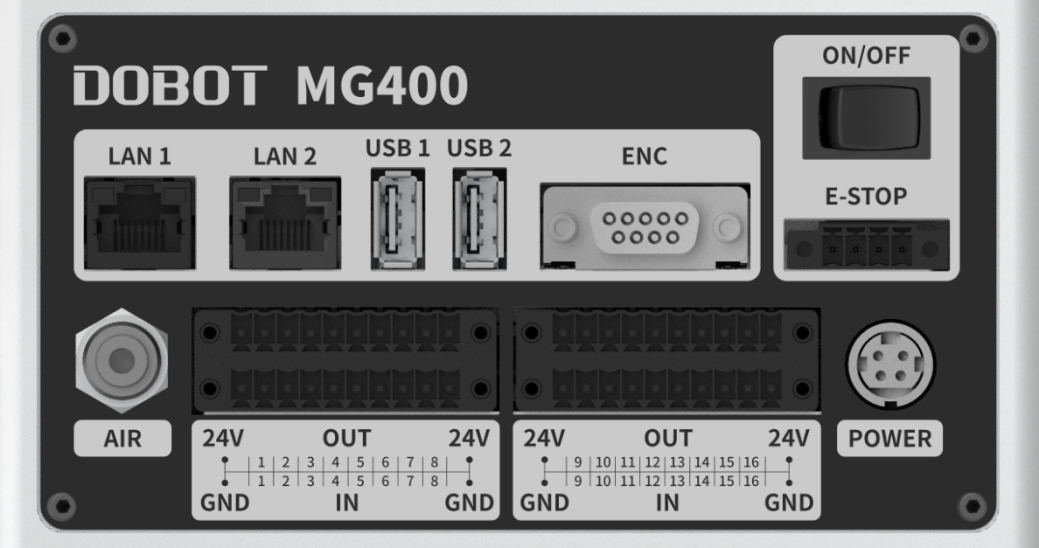 DOBOT MG400
ON/OFF
LAN 1 LAN 2 USB 1 USB 2 ENC
E-STOP
AIR
24V OUT 24V
1 2 3 4 5 6 7 8
1 2 3 4 5 6 7 8
GND IN GND
24V OUT 24V
9 10 11 12 13 14 15 16
9 10 11 12 13 14 15 16
GND IN GND
POWER